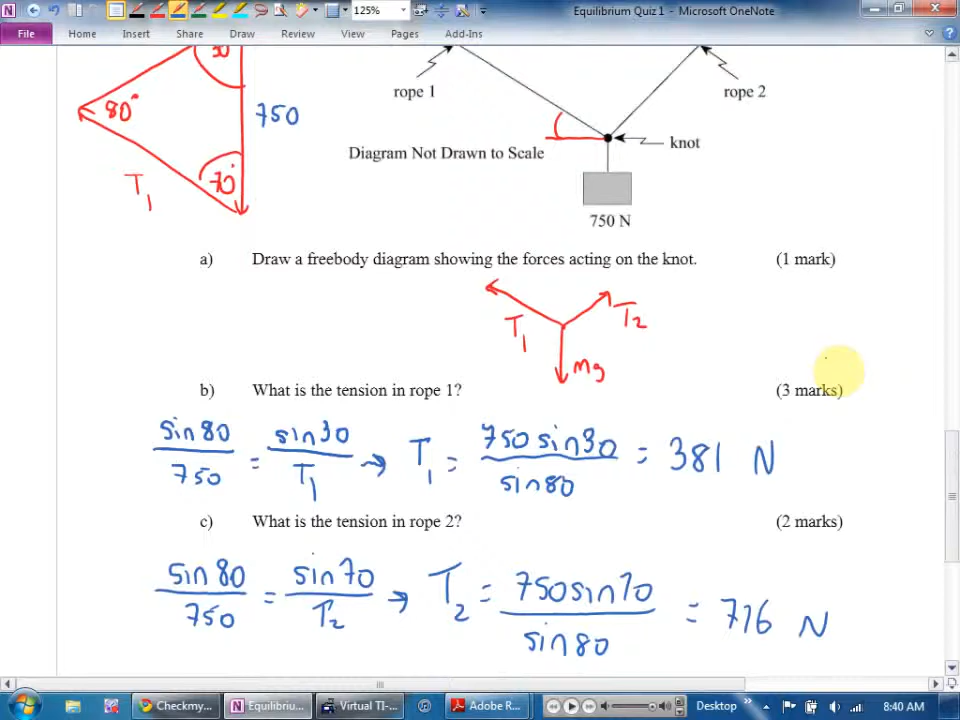 125%
Equilibrium Quiz 1 - Microsoft OneNote
File Home Insert Share Draw Review View Pages Add-Ins
80°
750
70°
T1
rope 1
rope 2
knot
Diagram Not Drawn to Scale
750 N
a) Draw a freebody diagram showing the forces acting on the knot. (1 mark)
T1
T2
mg
b) What is the tension in rope 1? (3 marks)
sin80/750 = sin30/T1 → T1 = 750 sin30/sin80 = 381 N
c) What is the tension in rope 2? (2 marks)
sin80/750 = sin70/T2 → T2 = 750sin70/sin80 = 716 N
Checkmy... Equilibriu... Virtual TI-... Adobe R... Desktop 8:40 AM